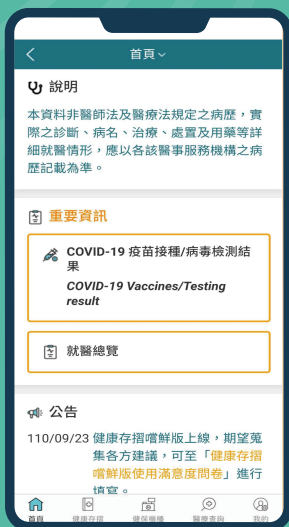 首頁
說明
本資料非醫師法及醫療法規定之病歷，實
際之診斷、病名、治療、處置及用藥等詳
細就醫情形，應以各該醫事服務機構之病
歷記載為準。
重要資訊
COVID-19 疫苗接種/病毒檢測結
果
COVID-19 Vaccines/Testing
result
就醫總覽
公告
110/09/23 健康存摺嚐鮮版上線，期望蒐
集各方建議，可至「健康存摺
嚐鮮版使用滿意度問卷」進行
填寫。
首頁 健康存摺 健保櫃檯 醫療查詢 我的